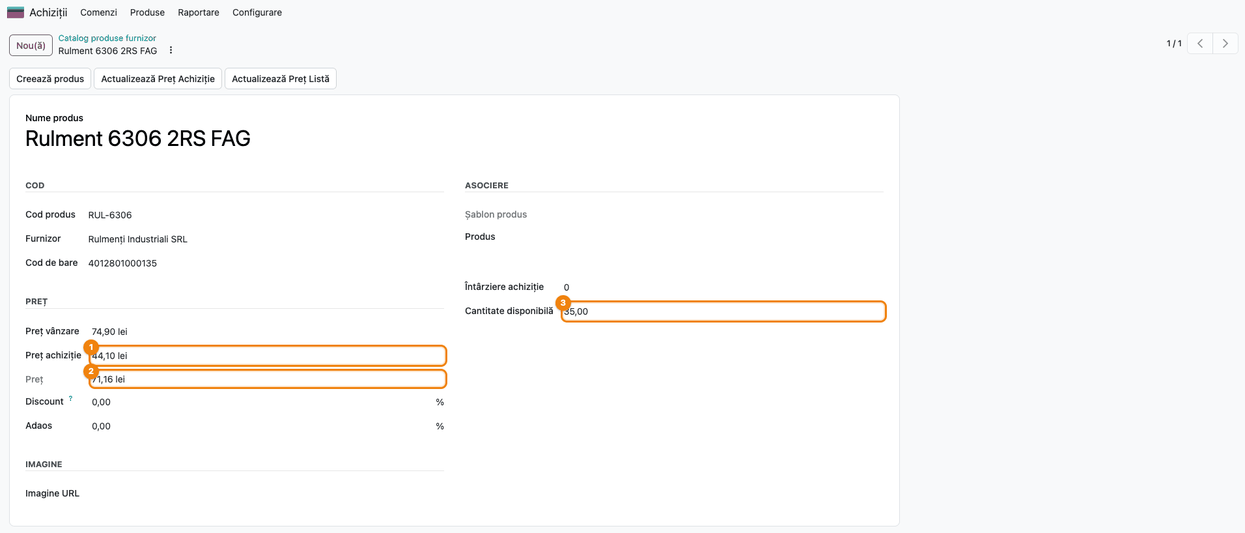 Achiziții Comenzi Produse Raportare Configurare
Nou(ă) Catalog produse furnizor
Rulment 6306 2RS FAG
1 / 1
Creează produs Actualizează Preț Achiziție Actualizează Preț Listă
Nume produs
Rulment 6306 2RS FAG
COD
Cod produs RUL-6306
Furnizor Rulmenți Industriali SRL
Cod de bare 4012801000135
PREȚ
Preț vânzare 74,90 lei
Preț achiziție 44,10 lei
1
Preț 71,16 lei
2
Discount ? 0,00 %
Adaos 0,00 %
IMAGINE
Imagine URL
ASOCIERE
Șablon produs
Produs
Întârziere achiziție 0
Cantitate disponibilă 35,00
3